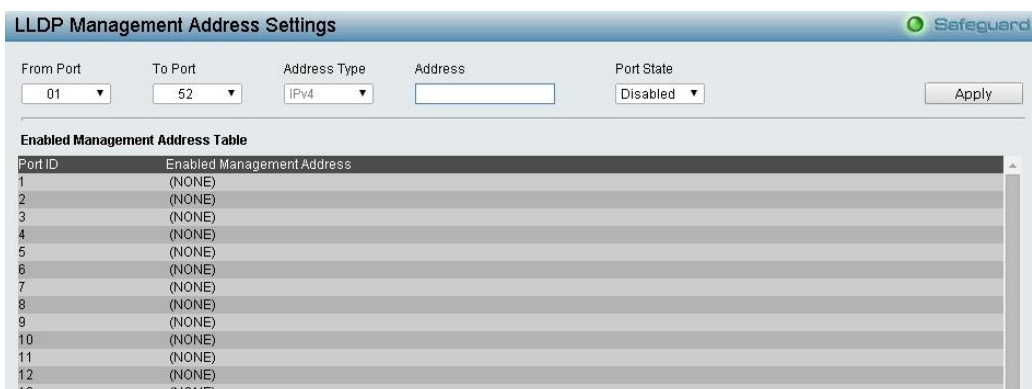 LLDP Management Address Settings
Safeguard
From Port To Port Address Type Address Port State
01 52 IPv4 Disabled Apply
Enabled Management Address Table
Port ID Enabled Management Address
1 (NONE)
2 (NONE)
3 (NONE)
4 (NONE)
5 (NONE)
6 (NONE)
7 (NONE)
8 (NONE)
9 (NONE)
10 (NONE)
11 (NONE)
12 (NONE)